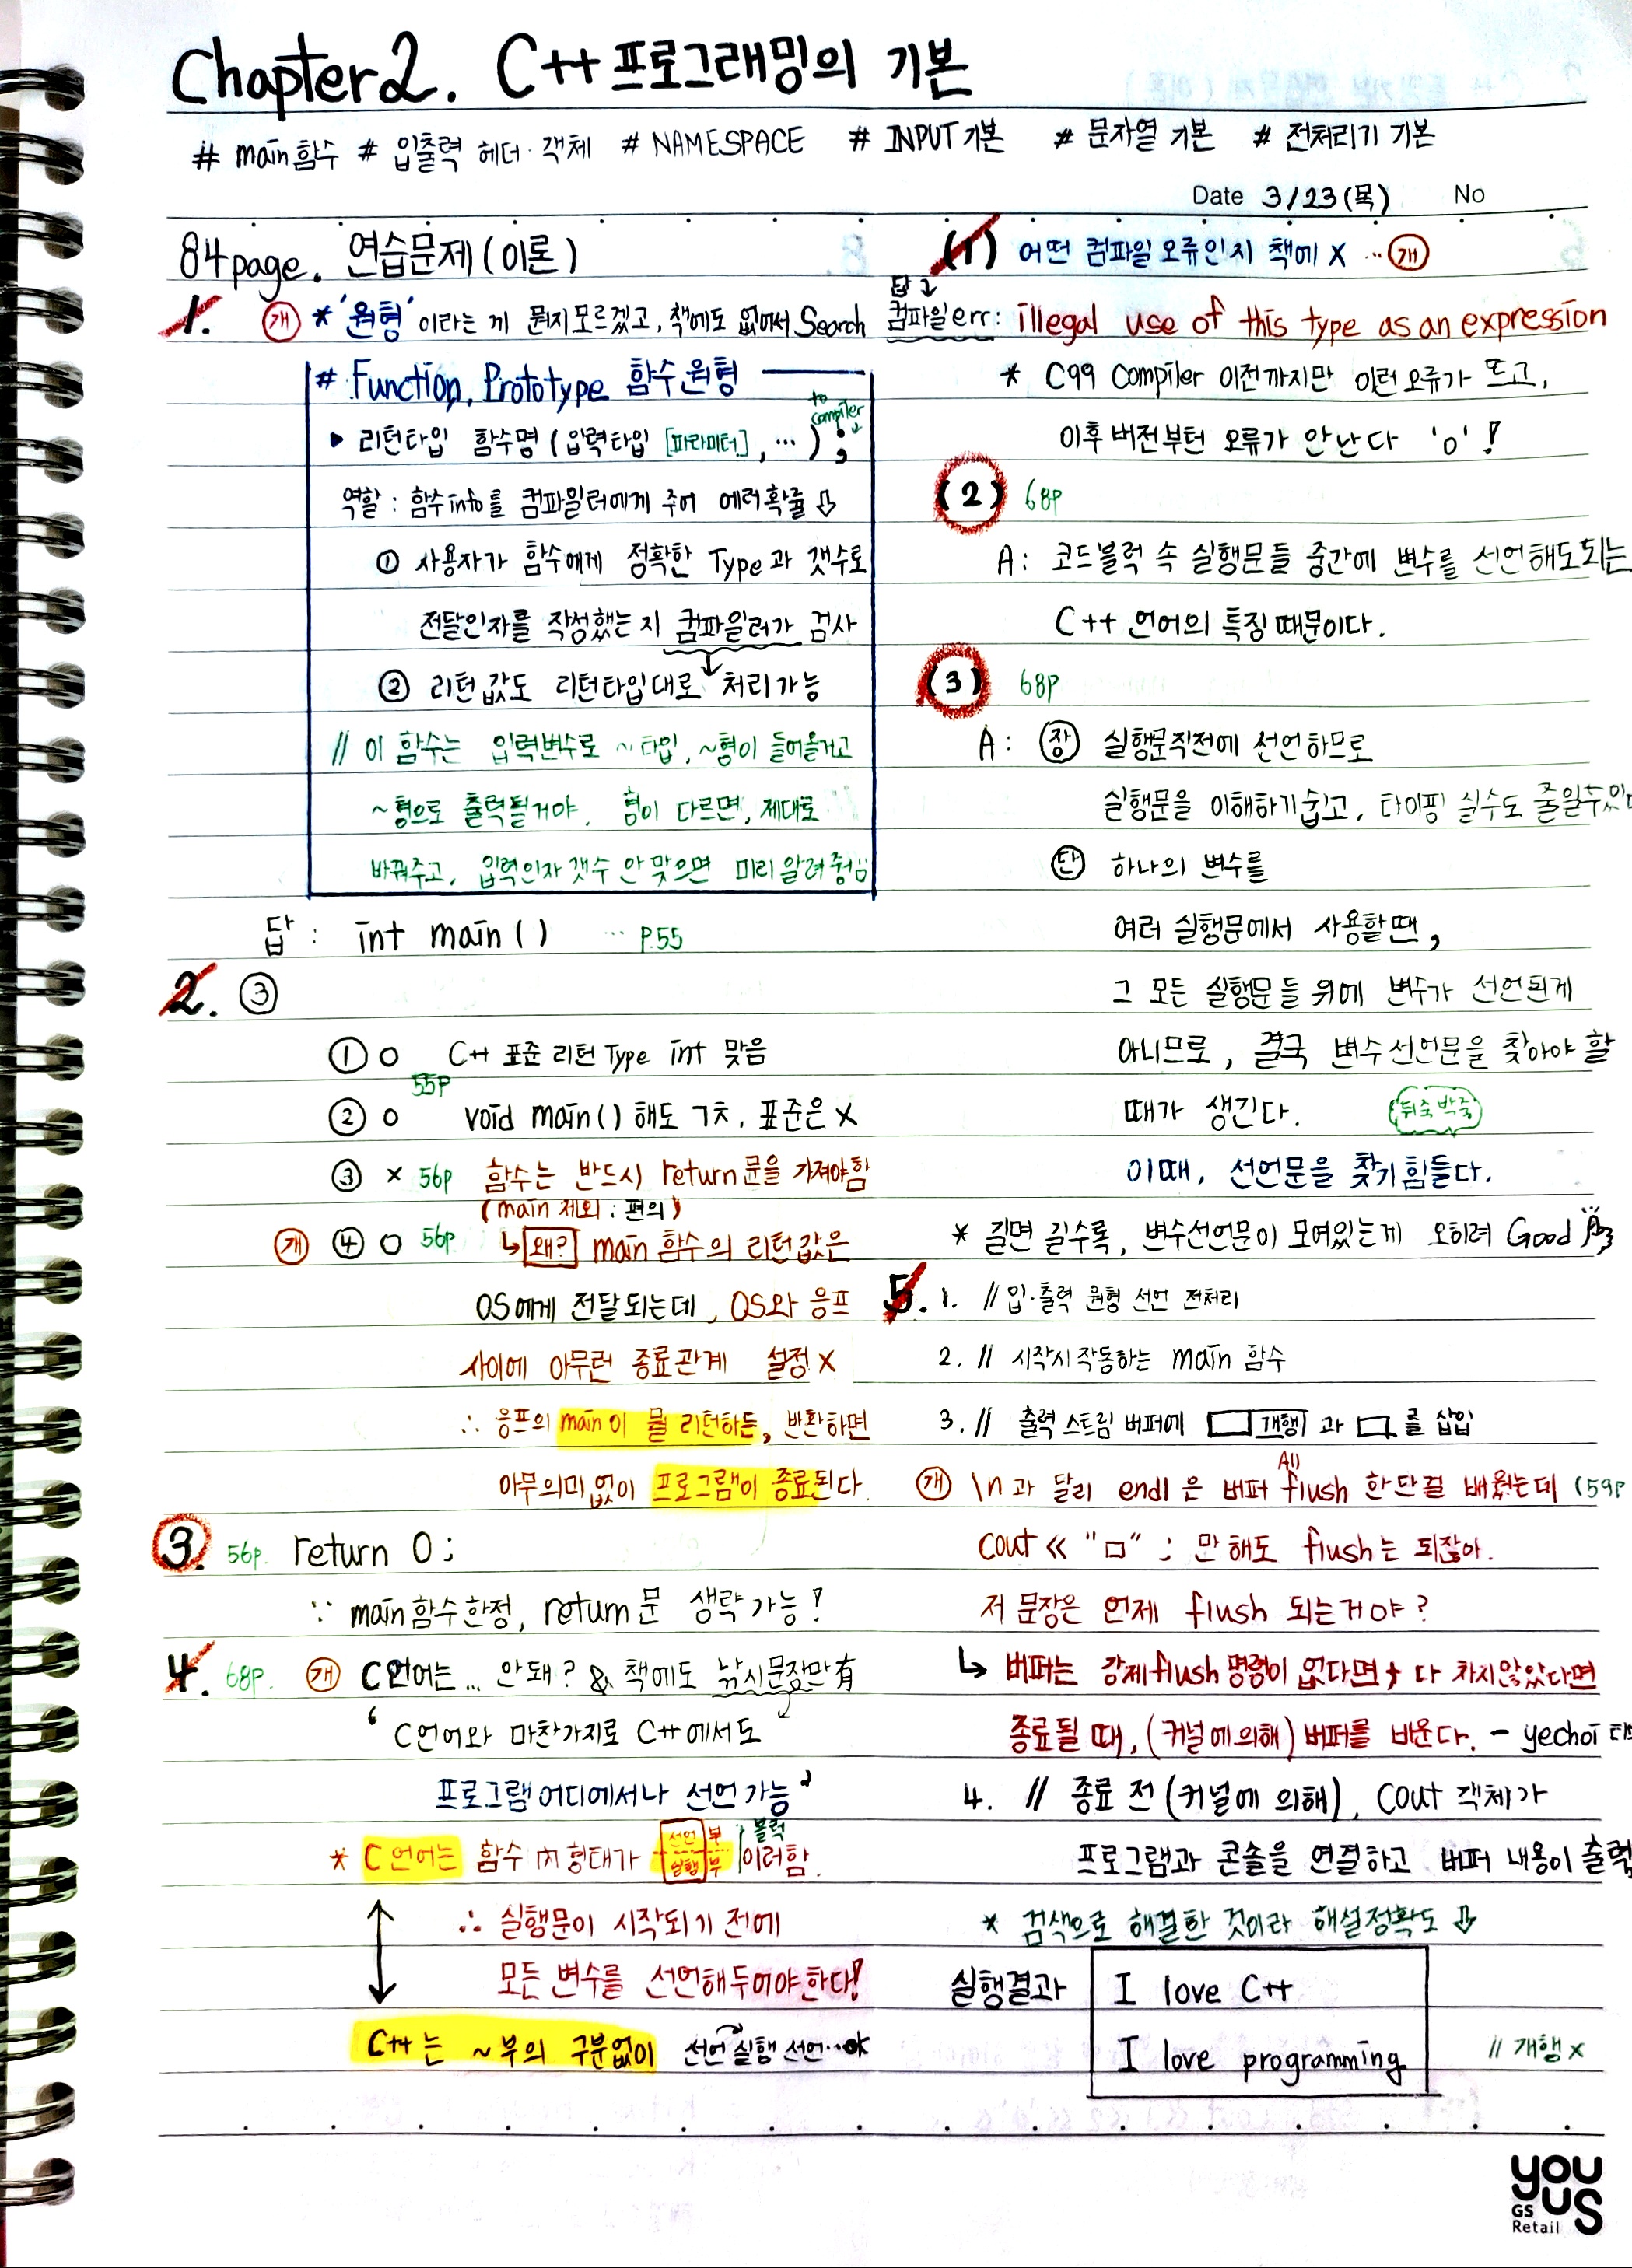 Chapter2. C++ 프로그래밍의 기본
# main함수 # 입출력 헤더·객체 # NAMESPACE # INPUT 기본 # 문자열 기본 # 전처리기 기본
Date 3/23(목) No
84page. 연습문제(이론)
1. 개 * '원형'이라는 게 뭔지모르겠고, 책에도 없어서 Search
# Function, Prototype 함수원형
to compiler ↓
▶ 리턴타입 함수명 (입력타입 [파라미터], …) ;
역할 : 함수info를 컴파일러에게 주어 에러확률 ⇩
① 사용자가 함수에게 정확한 Type과 갯수로
전달인자를 작성했는지 컴파일러가 검사
② 리턴값도 리턴타입대로 처리가능
// 이 함수는 입력변수로 ~타입, ~형이 들어올거고
~형으로 출력될거야. 형이 다르면, 제대로
바꿔주고, 입력인자 갯수 안 맞으면 미리알려줭
답 : int main() … P.55
2. ③
① O C++ 표준 리턴 Type int 맞음
55P
② O void main() 해도 ㄱㅊ, 표준은 X
③ × 56p 함수는 반드시 return문을 가져야함
(main 제외 : 편의)
개 ④ O 56p ↳ 왜? main 함수의 리턴값은
OS에게 전달되는데, OS와 응프
사이에 아무런 종료관계 설정 X
∴ 응프의 main이 뭘 리턴하든, 반환하면
아무의미없이 프로그램이 종료된다.
3. 56p. return 0;
∵ main함수한정, return문 생략 가능!
4. 68p. 개 C언어는… 안돼? & 책에도 낚시문장만 有
' C언어와 마찬가지로 C++에서도
프로그램어디에서나 선언가능 '
* C언어는 함수 內 형태가 선언부 실행부 블럭 이러함.
∴ 실행문이 시작되기 전에
모든 변수를 선언해두어야한다!
C++는 ~부의 구분없이 선언 실행 선언…ok
(1) 어떤 컴파일오류인지 책에 X … 개
답 ↓
컴파일err: illegal use of this type as an expression
* C99 Compiler 이전까지만 이런오류가 뜨고,
이후버전부터 오류가 안난다 'o'!
(2) 68p
A: 코드블럭 속 실행문들 중간에 변수를 선언해도되는
C++ 언어의 특징때문이다.
(3) 68p
A: 장 실행문직전에 선언하므로
실행문을 이해하기쉽고, 타이핑 실수도 줄일수있다
단 하나의 변수를
여러 실행문에서 사용할땐,
그 모든 실행문들 위에 변수가 선언된게
아니므로, 결국 변수선언문을 찾아야 할
때가 생긴다. 뒤죽박죽
이때, 선언문을 찾기힘들다.
* 길면 길수록, 변수선언문이 모여있는게 오히려 Good
5. 1. // 입·출력 원형 선언 전처리
2. // 시작시작동하는 main 함수
3. // 출력스트림 버퍼에 □ 개행 과 □ 를 삽입
개 \n과 달리 endl은 버퍼 All flush 한단걸 배웠는데 (59P
cout << "□" ; 만 해도 flush는 되잖아.
저 문장은 언제 flush 되는거야?
↳ 버퍼는 강제flush명령이 없다면, 다 차지않았다면
종료될 때, (커널에의해) 버퍼를 비운다. - yechoi
4. // 종료 전 (커널에 의해), Cout 객체가
프로그램과 콘솔을 연결하고 버퍼 내용이 출력
* 검색으로 해결한 것이라 해설정확도 ⇩
실행결과 I love C++
I love programming // 개행 x
you us
GS
Retail